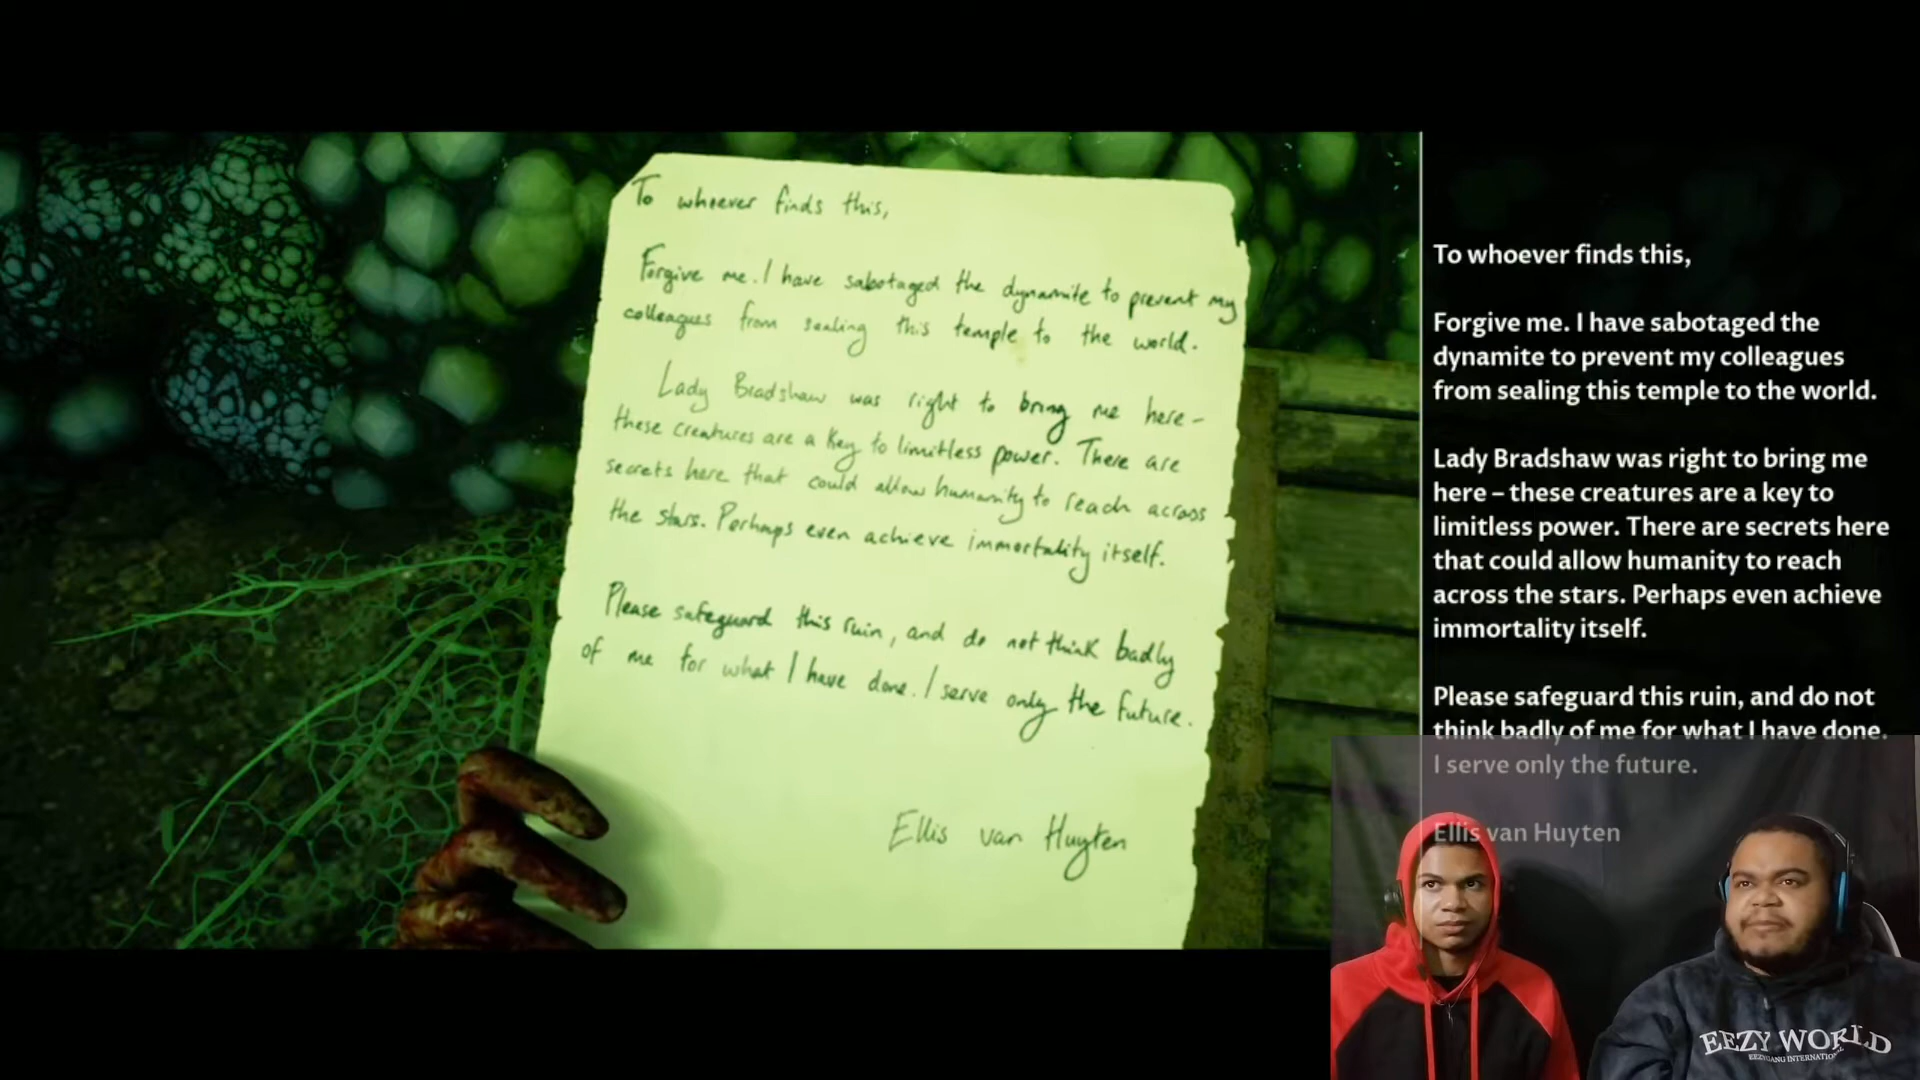 To whoever finds this,
Forgive me. I have sabotaged the dynamite to prevent my
colleagues from sealing this temple to the world.
Lady Bradshaw was right to bring me here -
these creatures are a key to limitless power. There are
secrets here that could allow humanity to reach across
the stars. Perhaps even achieve immortality itself.
Please safeguard this ruin, and do not think badly
of me for what I have done. I serve only the future.
Ellis van Huyten
To whoever finds this,
Forgive me. I have sabotaged the
dynamite to prevent my colleagues
from sealing this temple to the world.
Lady Bradshaw was right to bring me
here – these creatures are a key to
limitless power. There are secrets here
that could allow humanity to reach
across the stars. Perhaps even achieve
immortality itself.
Please safeguard this ruin, and do not
think badly of me for what I have done.
I serve only the future.
Ellis van Huyten
EEZY WORLD
EEZYGANG INTERNATIONAL